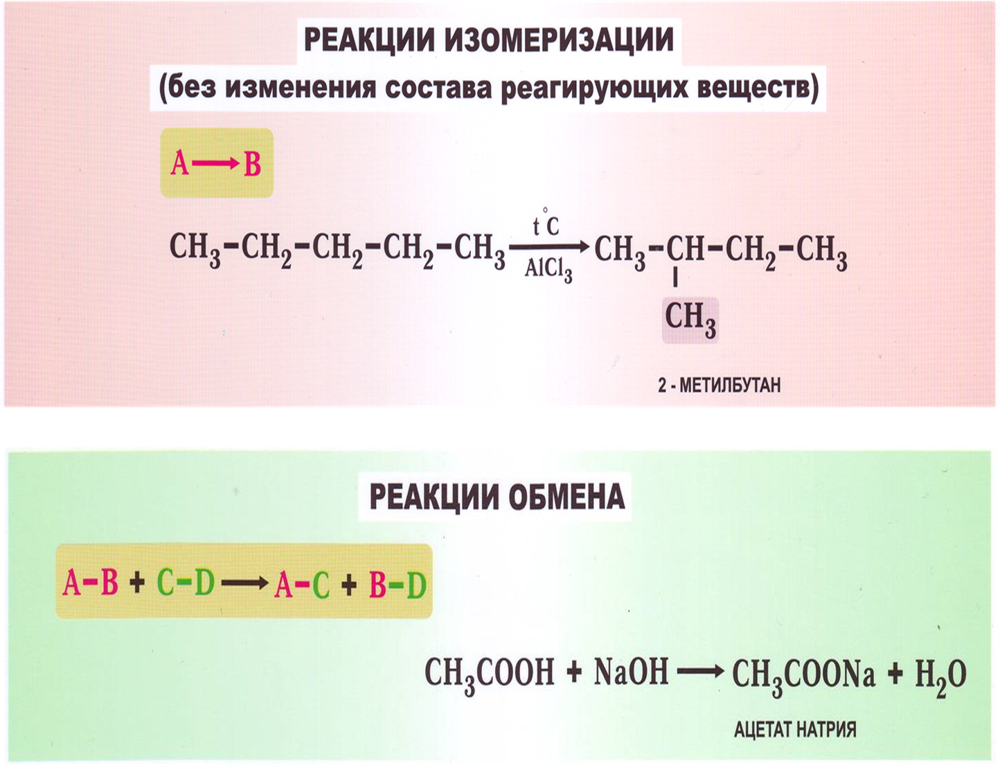 РЕАКЦИИ ИЗОМЕРИЗАЦИИ
(без изменения состава реагирующих веществ)
A⟶B
t °C
CH₃–CH₂–CH₂–CH₂–CH₃⟶CH₃–CH–CH₂–CH₃
AlCl₃
CH₃
2 - МЕТИЛБУТАН
РЕАКЦИИ ОБМЕНА
A–B + C–D⟶A–C + B–D
CH₃COOH + NaOH⟶CH₃COONa + H₂O
АЦЕТАТ НАТРИЯ